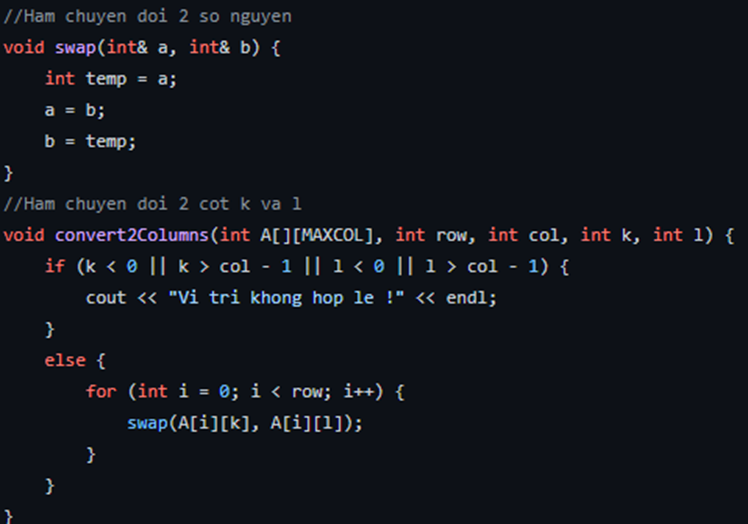 //Ham chuyen doi 2 so nguyen
void swap(int& a, int& b) {
    int temp = a;
    a = b;
    b = temp;
}
//Ham chuyen doi 2 cot k va l
void convert2Columns(int A[][MAXCOL], int row, int col, int k, int l) {
    if (k < 0 || k > col - 1 || l < 0 || l > col - 1) {
        cout << "Vi tri khong hop le !" << endl;
    }
    else {
        for (int i = 0; i < row; i++) {
            swap(A[i][k], A[i][l]);
        }
    }
}